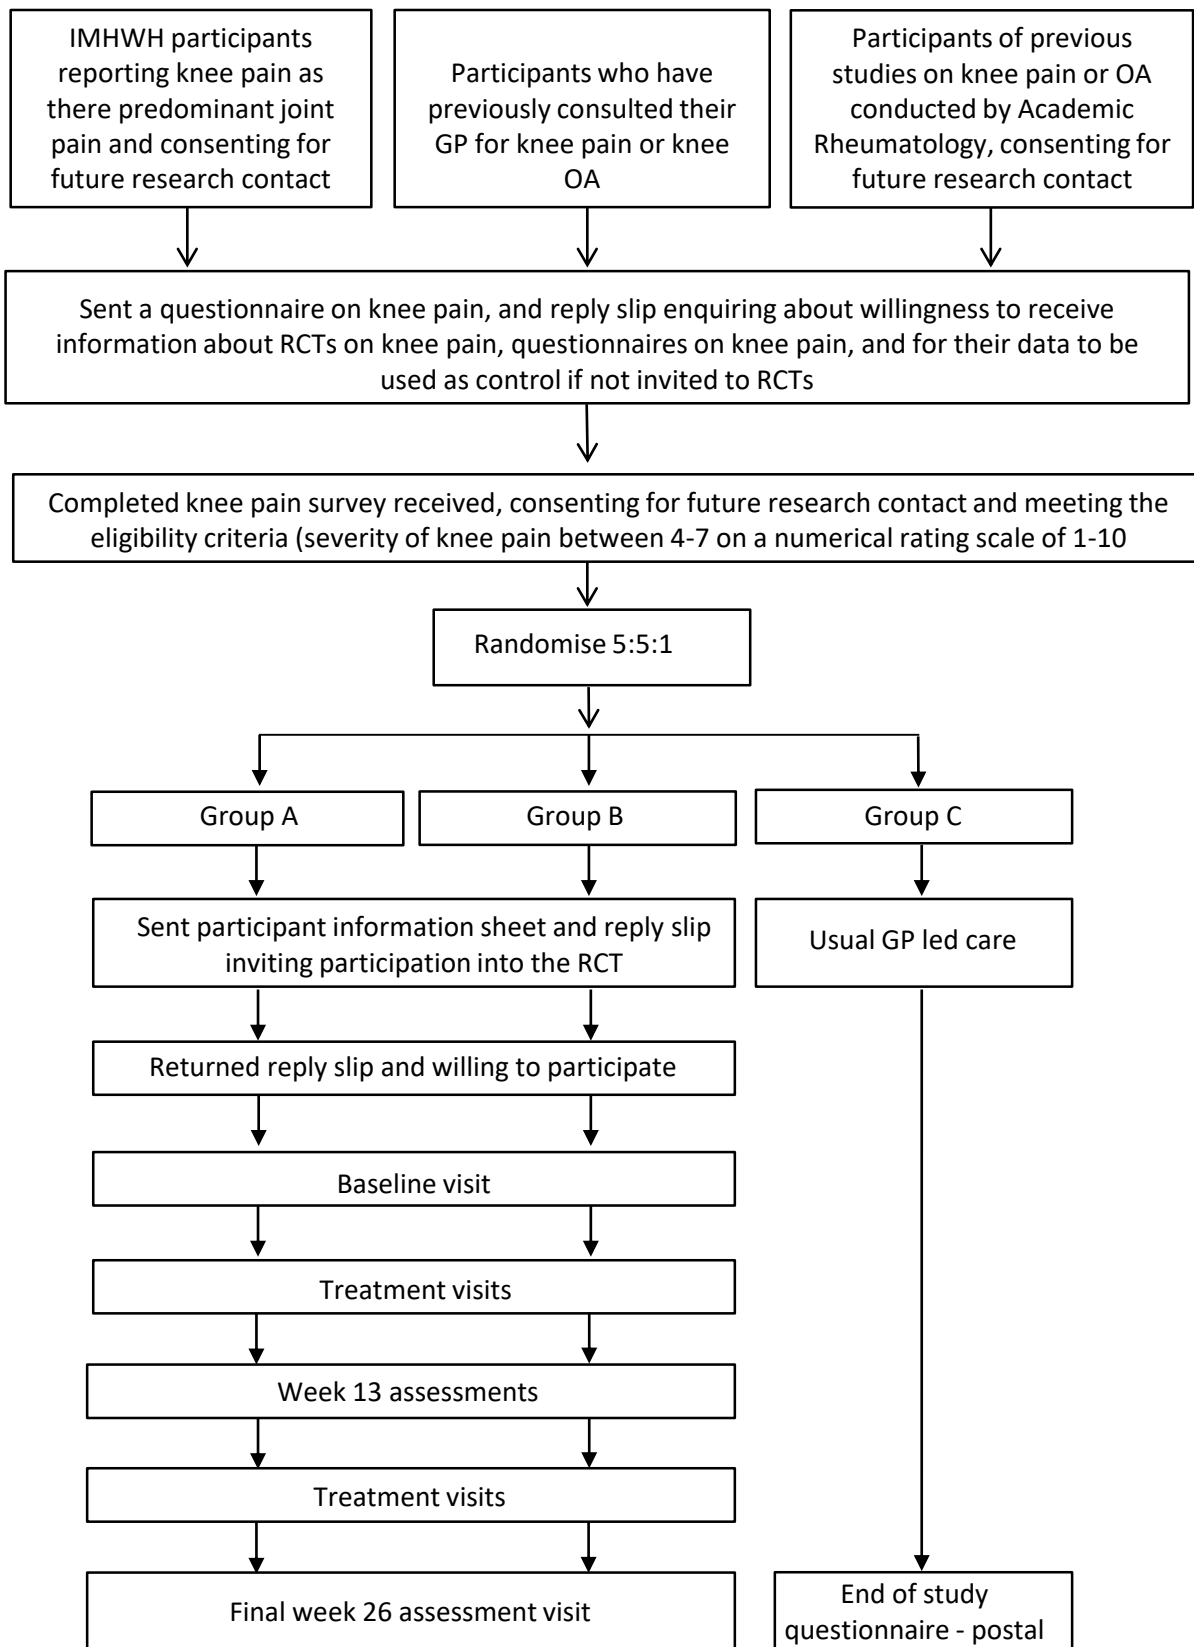 IMHWH participants
reporting knee pain as
there predominant joint
pain and consenting for
future research contact
Participants who have
previously consulted their
GP for knee pain or knee
OA
Participants of previous
studies on knee pain or OA
conducted by Academic
Rheumatology, consenting for
future research contact
Sent a questionnaire on knee pain, and reply slip enquiring about willingness to receive
information about RCTs on knee pain, questionnaires on knee pain, and for their data to be
used as control if not invited to RCTs
Completed knee pain survey received, consenting for future research contact and meeting the
eligibility criteria (severity of knee pain between 4-7 on a numerical rating scale of 1-10
Randomise 5:5:1
Group A
Group B
Group C
Sent participant information sheet and reply slip
inviting participation into the RCT
Usual GP led care
Returned reply slip and willing to participate
Baseline visit
Treatment visits
Week 13 assessments
Treatment visits
Final week 26 assessment visit
End of study
questionnaire - postal